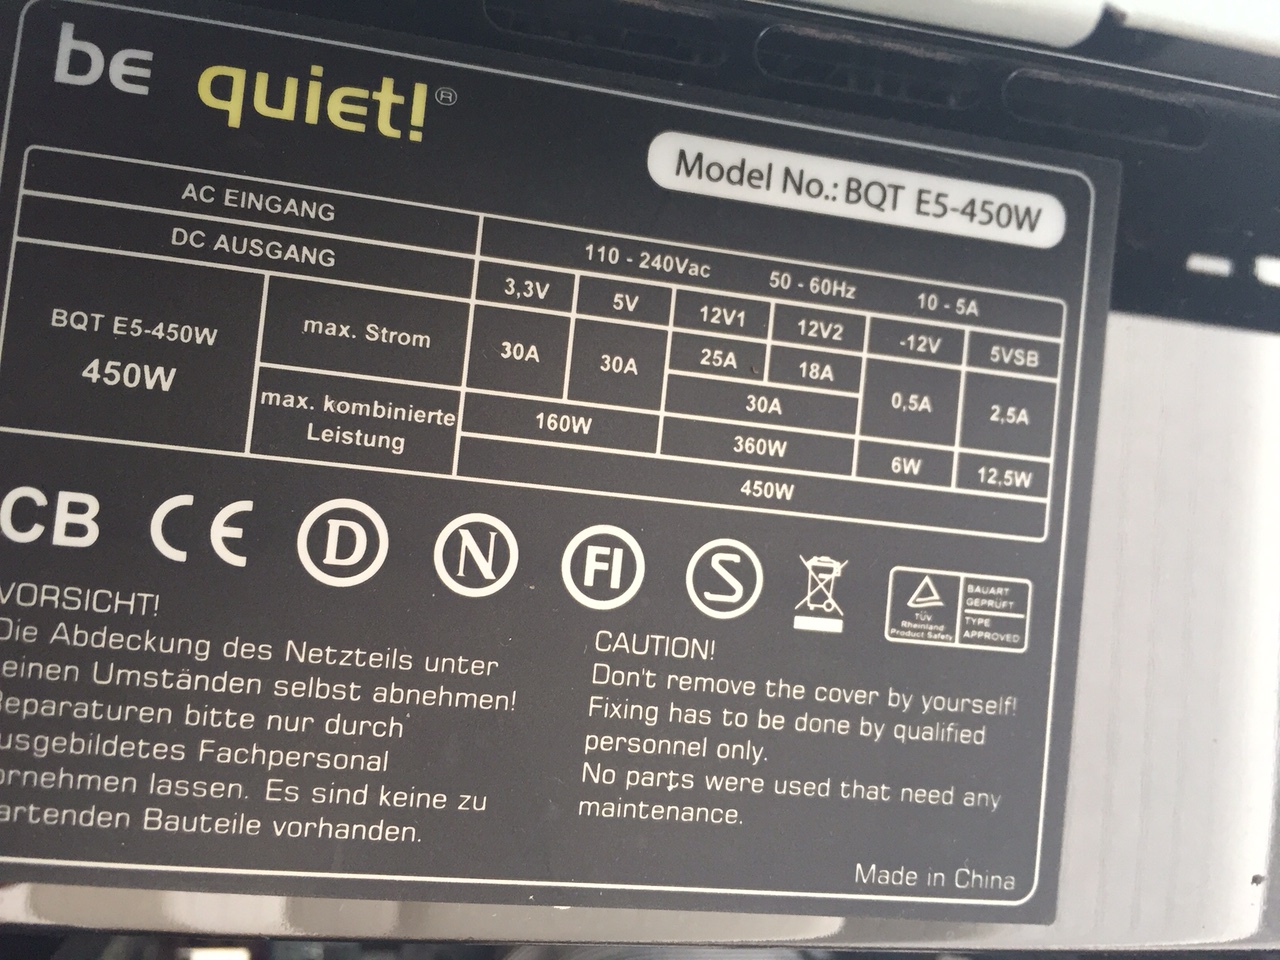 be quiet!®
Model No.: BQT E5-450W
AC EINGANG 110 - 240Vac 50 - 60Hz 10 - 5A
DC AUSGANG 3,3V 5V 12V1 12V2 -12V 5VSB
BQT E5-450W
450W
max. Strom 30A 30A 25A 18A 0,5A 2,5A
30A
max. kombinierte
Leistung
160W 360W 6W 12,5W
450W
CB CE D N FI S
TÜV
Rheinland
Product Safety
BAUART
GEPRÜFT
TYPE
APPROVED
VORSICHT!
Die Abdeckung des Netzteils unter
einen Umständen selbst abnehmen!
Reparaturen bitte nur durch
usgebildetes Fachpersonal
ornehmen lassen. Es sind keine zu
artenden Bauteile vorhanden.
CAUTION!
Don't remove the cover by yourself!
Fixing has to be done by qualified
personnel only.
No parts were used that need any
maintenance.
Made in China